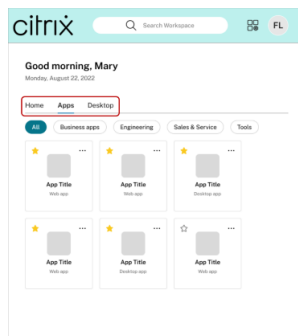 citrix
Search Workspace
FL
Good morning, Mary
Monday, August 22, 2022
Home Apps Desktop
All Business apps Engineering Sales & Service Tools
App Title App Title App Title
Web app Web app Desktop app
App Title App Title App Title
Web app Desktop app Web app